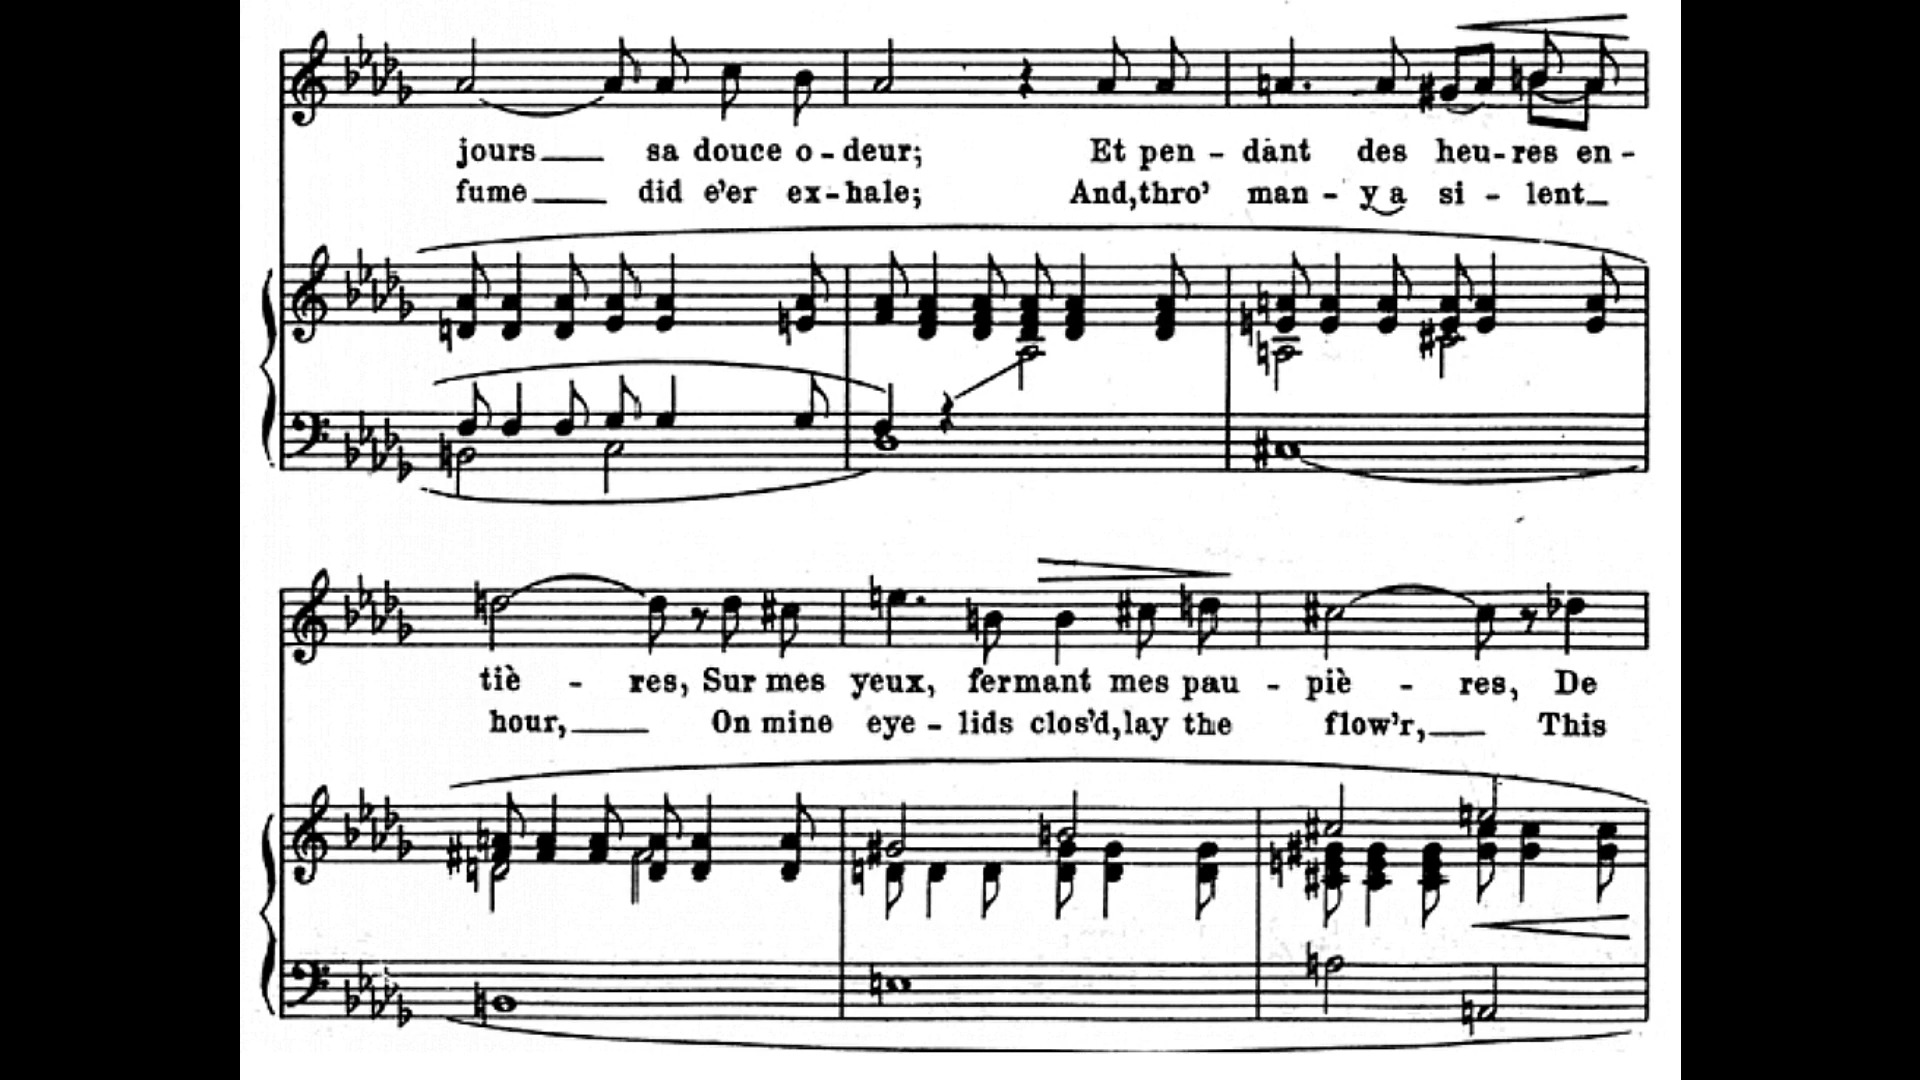 jours sa douce o-deur; Et pen-dant des heu-res en-
fume did e'er ex-hale; And, thro' man-y a si-lent
tiè-res, Sur mes yeux, fermant mes pau-piè-res, De
hour, On mine eye-lids clos'd, lay the flow'r, This